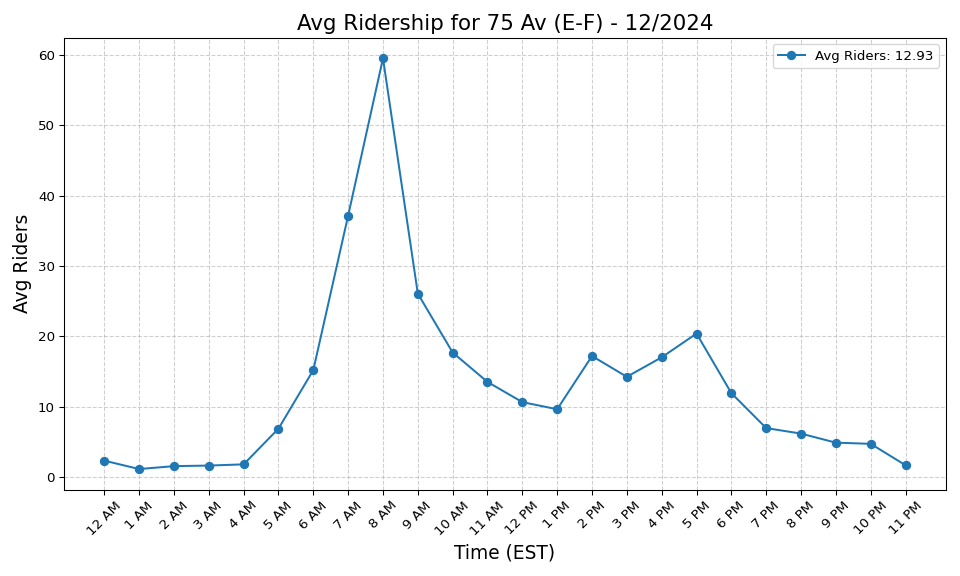 Avg Ridership for 75 Av (E-F) - 12/2024
Avg Riders: 12.93
Avg Riders
60
50
40
30
20
10
0
12 AM 1 AM 2 AM 3 AM 4 AM 5 AM 6 AM 7 AM 8 AM 9 AM 10 AM 11 AM 12 PM 1 PM 2 PM 3 PM 4 PM 5 PM 6 PM 7 PM 8 PM 9 PM 10 PM 11 PM
Time (EST)